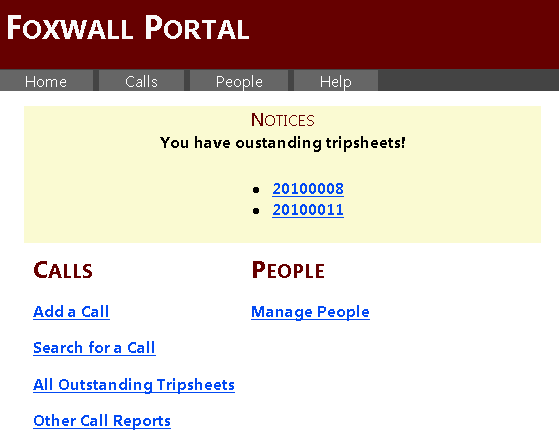 Foxwall Portal
Home Calls People Help
Notices
You have oustanding tripsheets!
20100008
20100011
Calls People
Add a Call Manage People
Search for a Call
All Outstanding Tripsheets
Other Call Reports